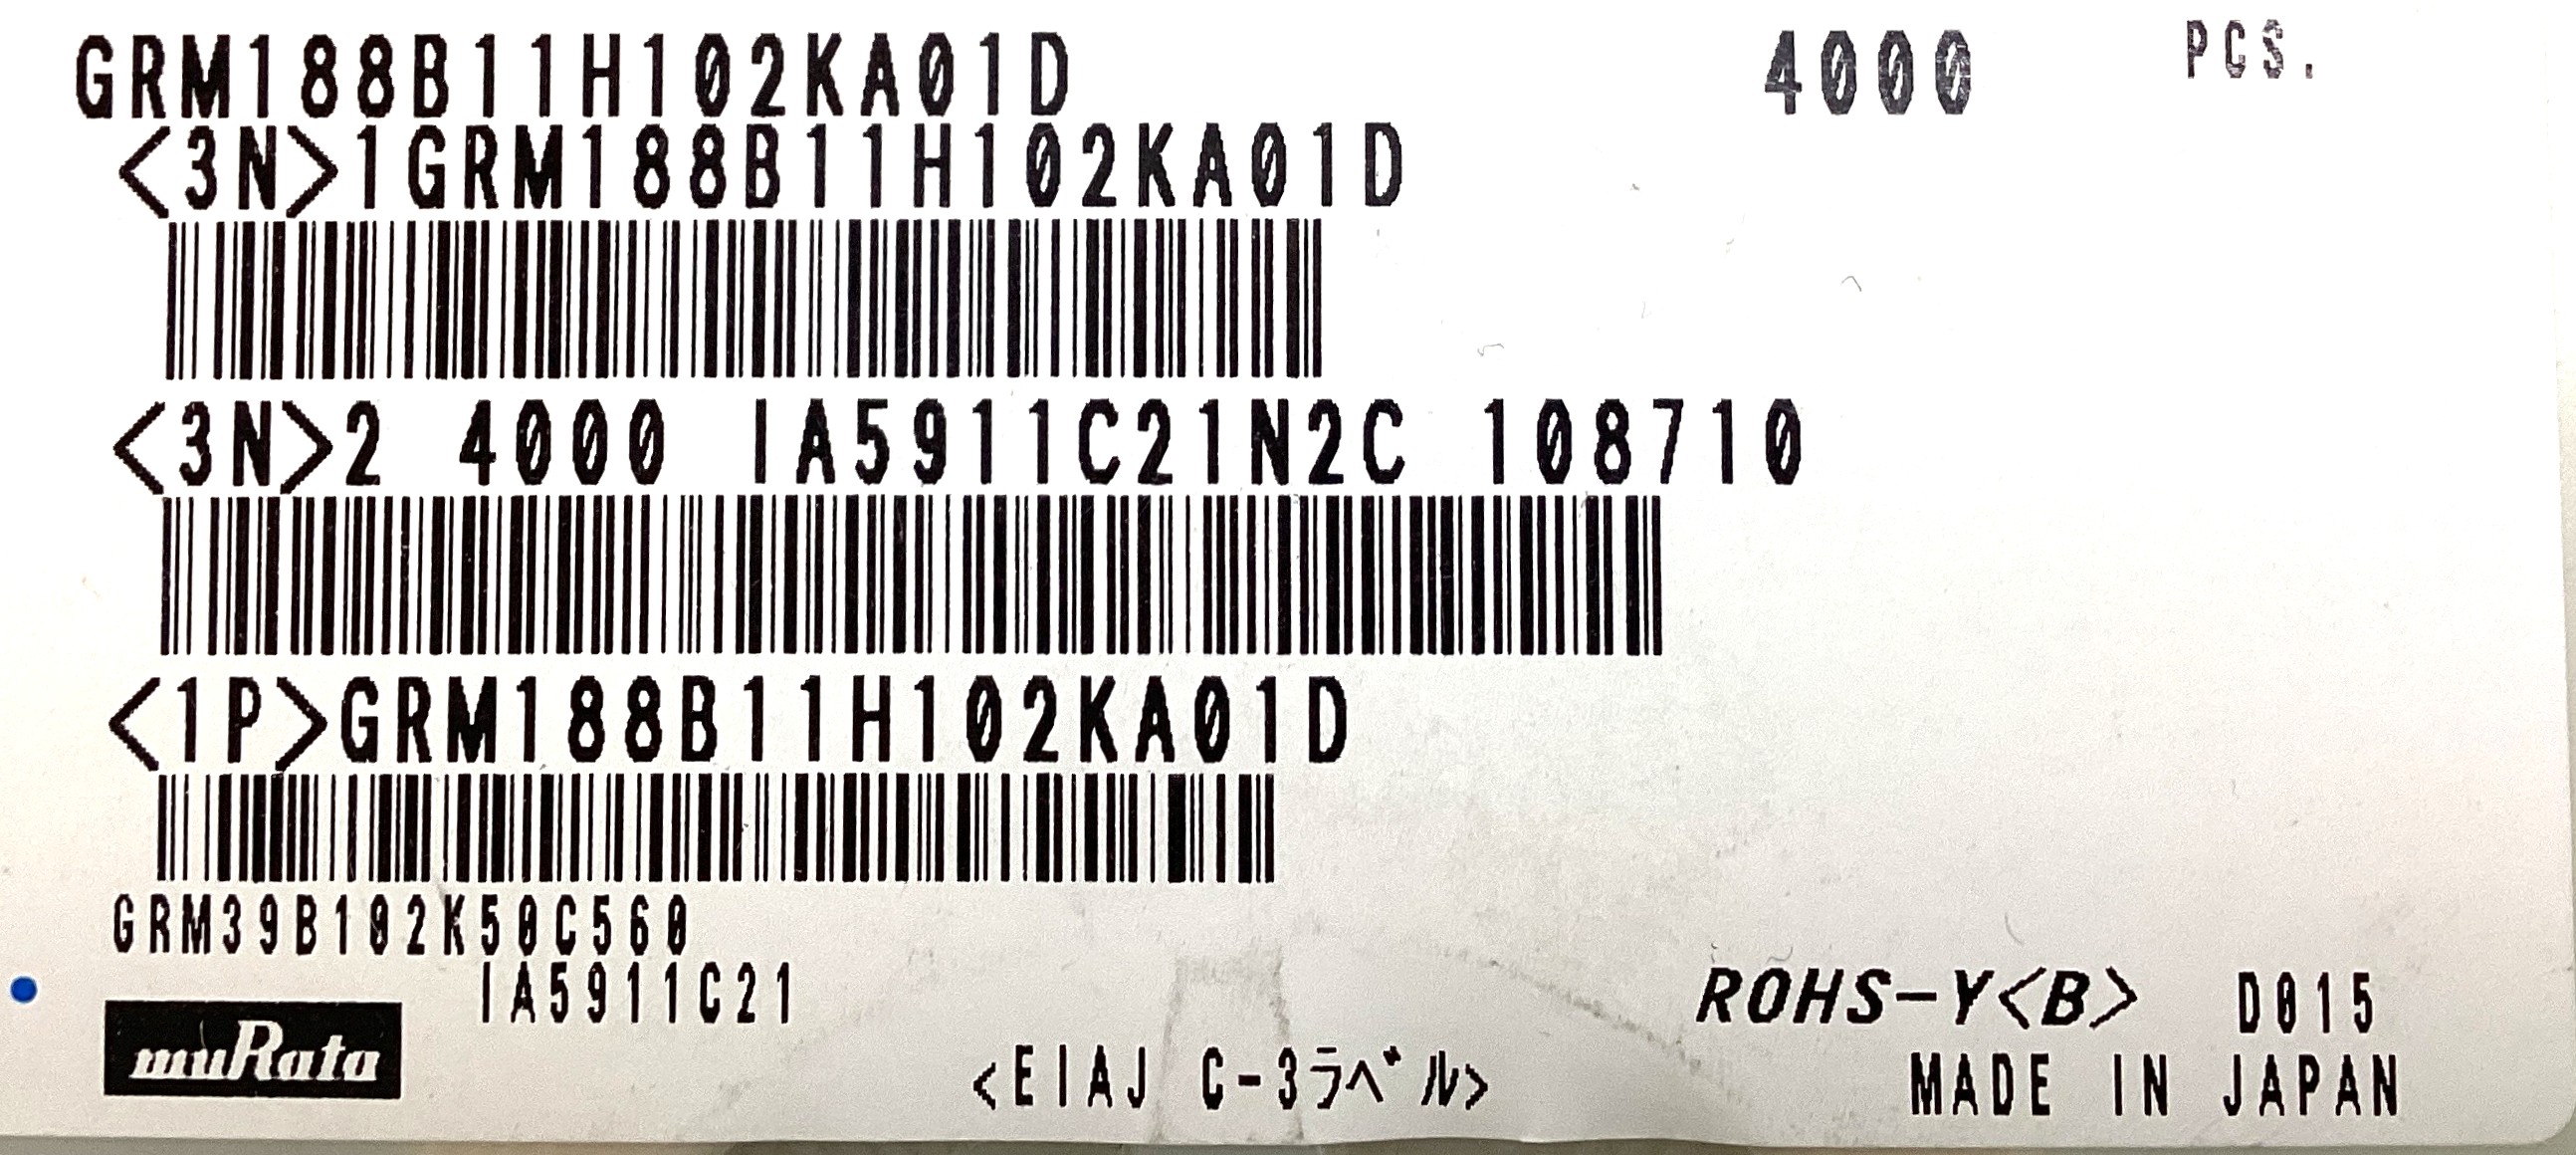 GRM188B11H102KA01D 4000 PCS.
<3N>1GRM188B11H102KA01D
<3N>2 4000 IA5911C21N2C 108710
<1P>GRM188B11H102KA01D
GRM39B102K50C560
IA5911C21
muRata
ROHS-Y<B> D015
<EIAJ C-3ラベル>
MADE IN JAPAN